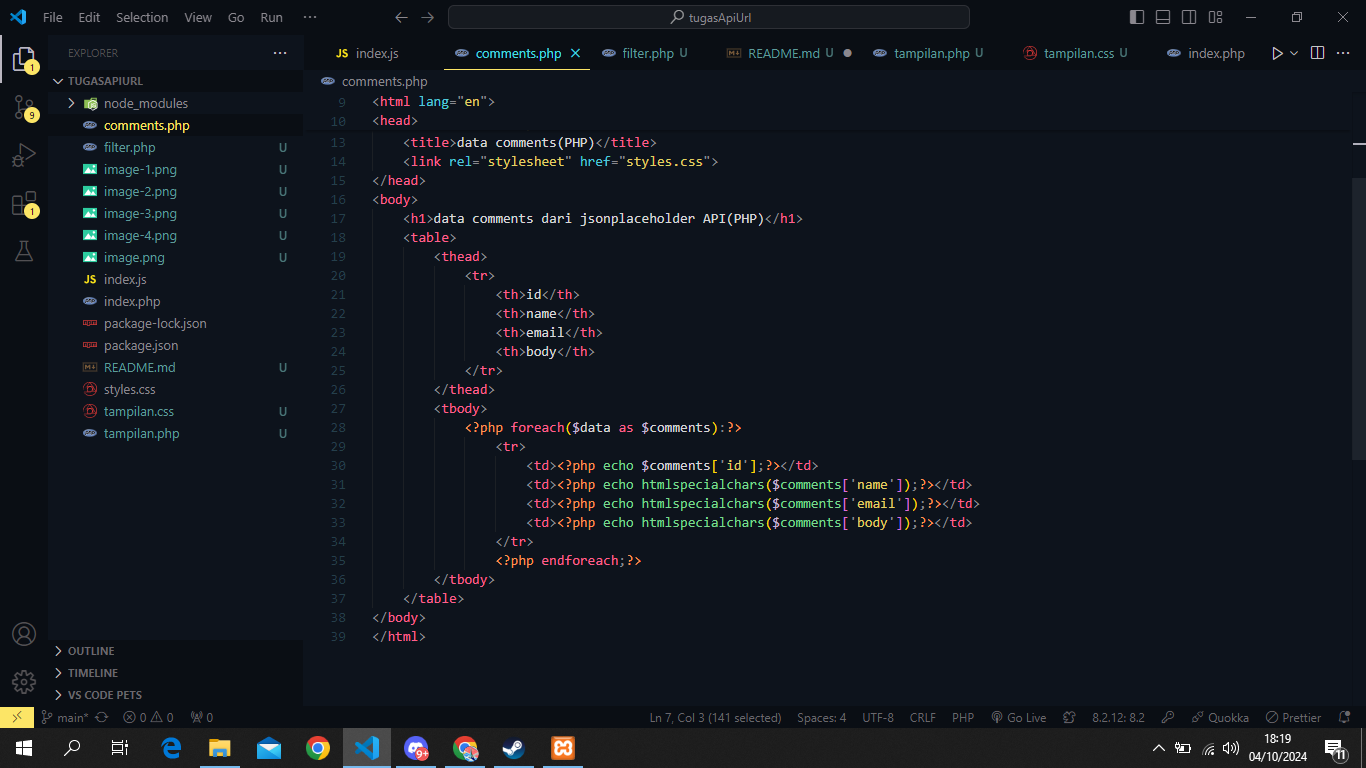 File Edit Selection View Go Run ··· tugasApiUrl
EXPLORER ···
JS index.js comments.php filter.php U README.md U tampilan.php U tampilan.css U index.php ···
TUGASAPIURL
node_modules
comments.php
filter.php U
image-1.png U
image-2.png U
image-3.png U
image-4.png U
image.png U
JS index.js
index.php
package-lock.json
package.json
README.md U
styles.css
tampilan.css U
tampilan.php U
OUTLINE
TIMELINE
VS CODE PETS
1
9
1
comments.php
9 <html lang="en">
10 <head>
13 <title>data comments(PHP)</title>
14 <link rel="stylesheet" href="styles.css">
15 </head>
16 <body>
17 <h1>data comments dari jsonplaceholder API(PHP)</h1>
18 <table>
19 <thead>
20 <tr>
21 <th>id</th>
22 <th>name</th>
23 <th>email</th>
24 <th>body</th>
25 </tr>
26 </thead>
27 <tbody>
28 <?php foreach($data as $comments):?>
29 <tr>
30 <td><?php echo $comments['id'];?></td>
31 <td><?php echo htmlspecialchars($comments['name']);?></td>
32 <td><?php echo htmlspecialchars($comments['email']);?></td>
33 <td><?php echo htmlspecialchars($comments['body']);?></td>
34 </tr>
35 <?php endforeach;?>
36 </tbody>
37 </table>
38 </body>
39 </html>
main* 0 0 0 Ln 7, Col 3 (141 selected) Spaces: 4 UTF-8 CRLF PHP Go Live 8.2.12: 8.2 Quokka Prettier
9+
18:19
04/10/2024
11